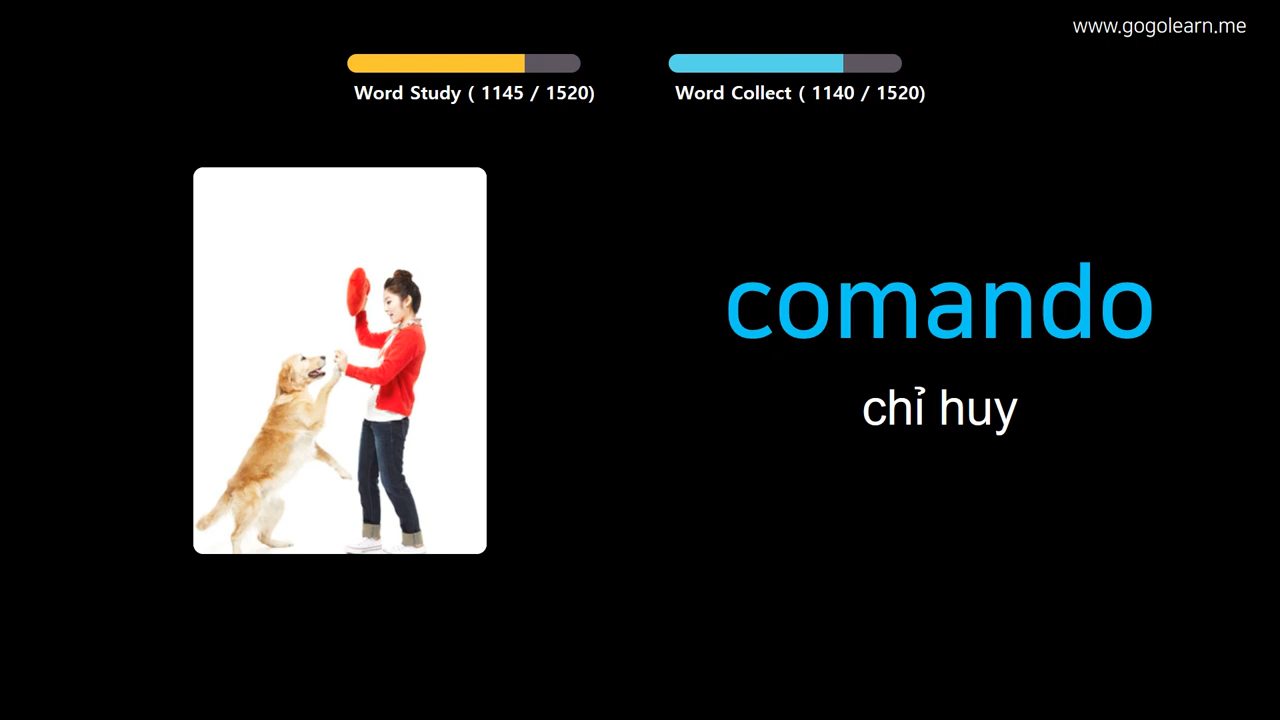 www.gogolearn.me
Word Study ( 1145 / 1520)
Word Collect ( 1140 / 1520)
comando
chỉ huy